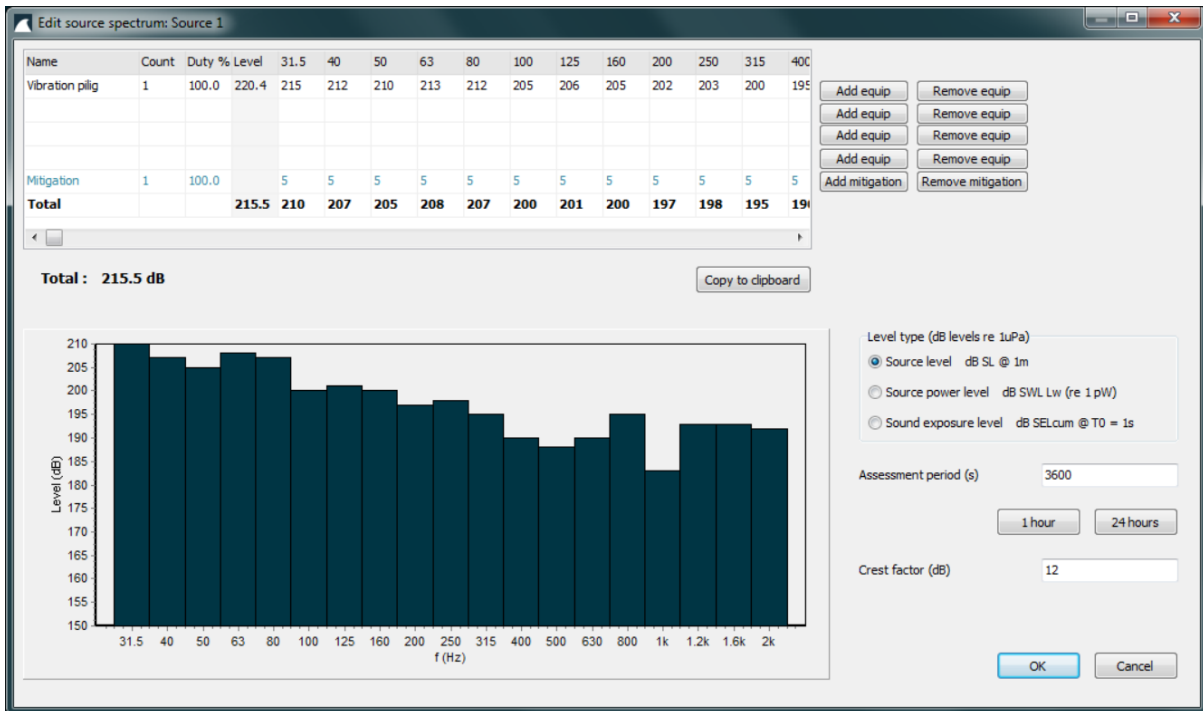 Edit source spectrum: Source 1
Name Count Duty % Level 31.5 40 50 63 80 100 125 160 200 250 315 400
Vibration pilig 1 100.0 220.4 215 212 210 213 212 205 206 205 202 203 200 195
Add equip Remove equip
Add equip Remove equip
Add equip Remove equip
Add equip Remove equip
Mitigation 1 100.0 5 5 5 5 5 5 5 5 5 5 5 5
Add mitigation Remove mitigation
Total 215.5 210 207 205 208 207 200 201 200 197 198 195 190
Total : 215.5 dB
Copy to clipboard
Level (dB)
210
205
200
195
190
185
180
175
170
165
160
155
150
31.5 40 50 63 80 100 125 160 200 250 315 400 500 630 800 1k 1.2k 1.6k 2k
f (Hz)
Level type (dB levels re 1uPa)
Source level dB SL @ 1m
Source power level dB SWL Lw (re 1 pW)
Sound exposure level dB SELcum @ T0 = 1s
Assessment period (s) 3600
1 hour 24 hours
Crest factor (dB) 12
OK Cancel